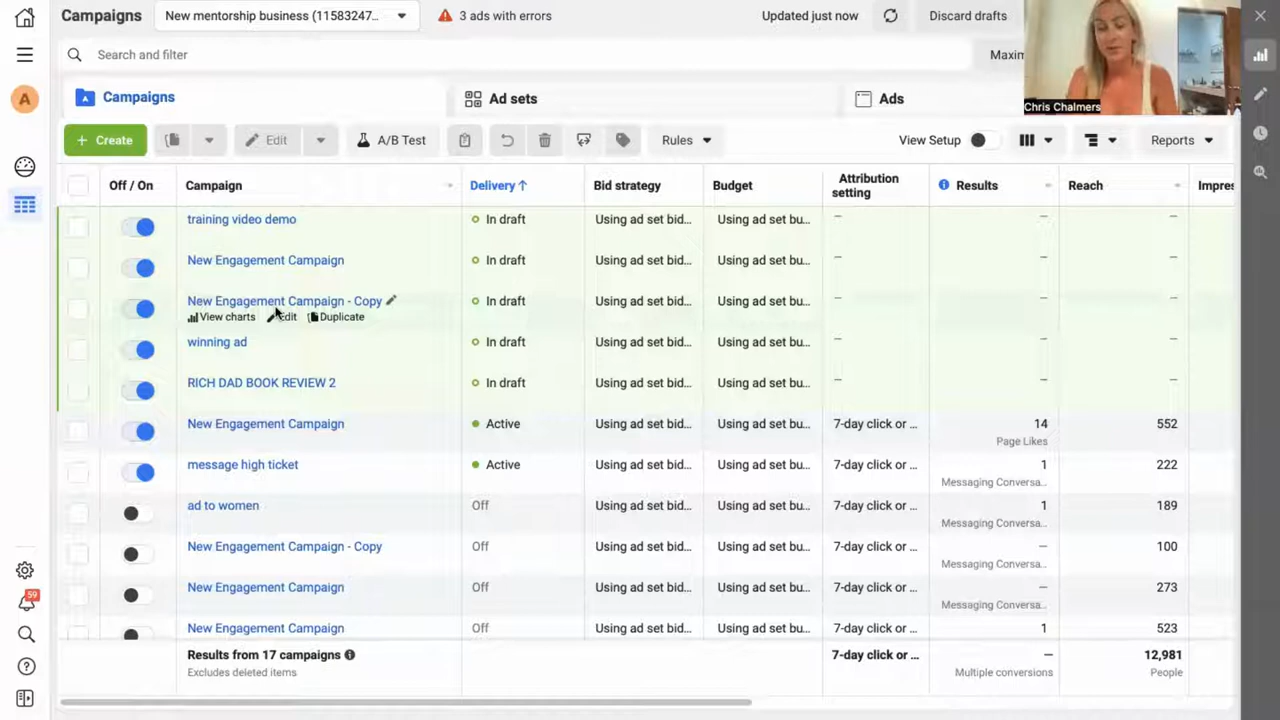 Campaigns
New mentorship business (11583247...
3 ads with errors
Updated just now
Discard drafts
Search and filter
Chris Chalmers
A
Campaigns
Ad sets
Ads
+ Create
Edit
A/B Test
Rules
View Setup
Reports
Off / On
Campaign
Delivery ↑
Bid strategy
Budget
Attribution
setting
Results
Reach
training video demo
In draft
Using ad set bid...
Using ad set bu...
—
—
—
New Engagement Campaign
In draft
Using ad set bid...
Using ad set bu...
—
—
—
New Engagement Campaign - Copy
In draft
Using ad set bid...
Using ad set bu...
—
—
—
View charts
Edit
Duplicate
winning ad
In draft
Using ad set bid...
Using ad set bu...
—
—
—
RICH DAD BOOK REVIEW 2
In draft
Using ad set bid...
Using ad set bu...
—
—
—
New Engagement Campaign
Active
Using ad set bid...
Using ad set bu...
7-day click or ...
14
552
Page Likes
message high ticket
Active
Using ad set bid...
Using ad set bu...
7-day click or ...
1
222
Messaging Conversa...
ad to women
Off
Using ad set bid...
Using ad set bu...
7-day click or ...
1
189
Messaging Conversa...
New Engagement Campaign - Copy
Off
Using ad set bid...
Using ad set bu...
7-day click or ...
—
100
Messaging Conversa...
New Engagement Campaign
Off
Using ad set bid...
Using ad set bu...
7-day click or ...
—
273
Messaging Conversa...
New Engagement Campaign
Off
Using ad set bid...
Using ad set bu...
7-day click or ...
1
523
59
Results from 17 campaigns
7-day click or ...
—
12,981
Excludes deleted items
Multiple conversions
People